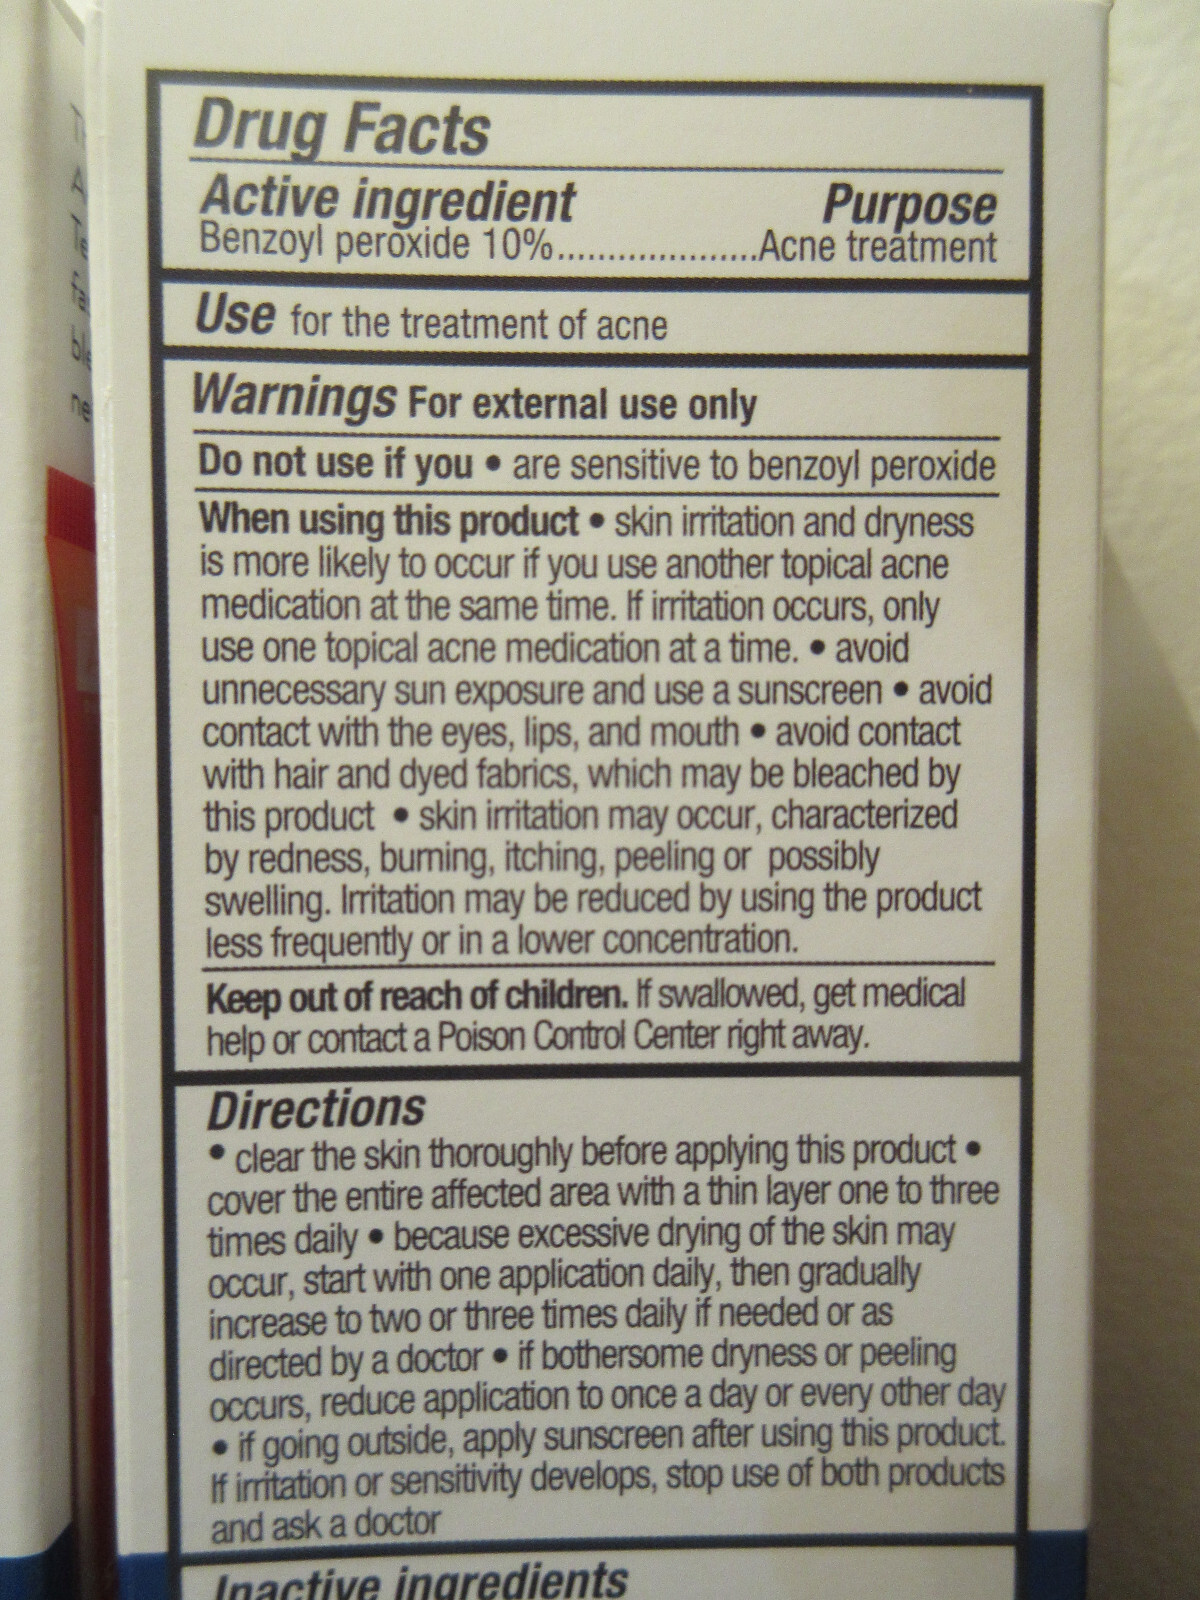 Drug Facts
Active ingredient Purpose
Benzoyl peroxide 10%....................Acne treatment
Use for the treatment of acne
Warnings For external use only
Do not use if you • are sensitive to benzoyl peroxide
When using this product • skin irritation and dryness
is more likely to occur if you use another topical acne
medication at the same time. If irritation occurs, only
use one topical acne medication at a time. • avoid
unnecessary sun exposure and use a sunscreen • avoid
contact with the eyes, lips, and mouth • avoid contact
with hair and dyed fabrics, which may be bleached by
this product • skin irritation may occur, characterized
by redness, burning, itching, peeling or possibly
swelling. Irritation may be reduced by using the product
less frequently or in a lower concentration.
Keep out of reach of children. If swallowed, get medical
help or contact a Poison Control Center right away.
Directions
• clear the skin thoroughly before applying this product •
cover the entire affected area with a thin layer one to three
times daily • because excessive drying of the skin may
occur, start with one application daily, then gradually
increase to two or three times daily if needed or as
directed by a doctor • if bothersome dryness or peeling
occurs, reduce application to once a day or every other day
• if going outside, apply sunscreen after using this product.
If irritation or sensitivity develops, stop use of both products
and ask a doctor
Inactive ingredients